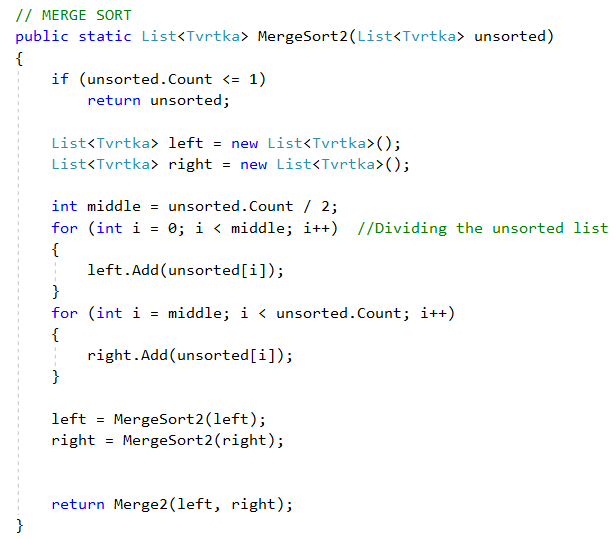 // MERGE SORT
public static List<Tvrtka> MergeSort2(List<Tvrtka> unsorted)
{
    if (unsorted.Count <= 1)
        return unsorted;

    List<Tvrtka> left = new List<Tvrtka>();
    List<Tvrtka> right = new List<Tvrtka>();

    int middle = unsorted.Count / 2;
    for (int i = 0; i < middle; i++)  //Dividing the unsorted list
    {
        left.Add(unsorted[i]);
    }
    for (int i = middle; i < unsorted.Count; i++)
    {
        right.Add(unsorted[i]);
    }

    left = MergeSort2(left);
    right = MergeSort2(right);


    return Merge2(left, right);
}